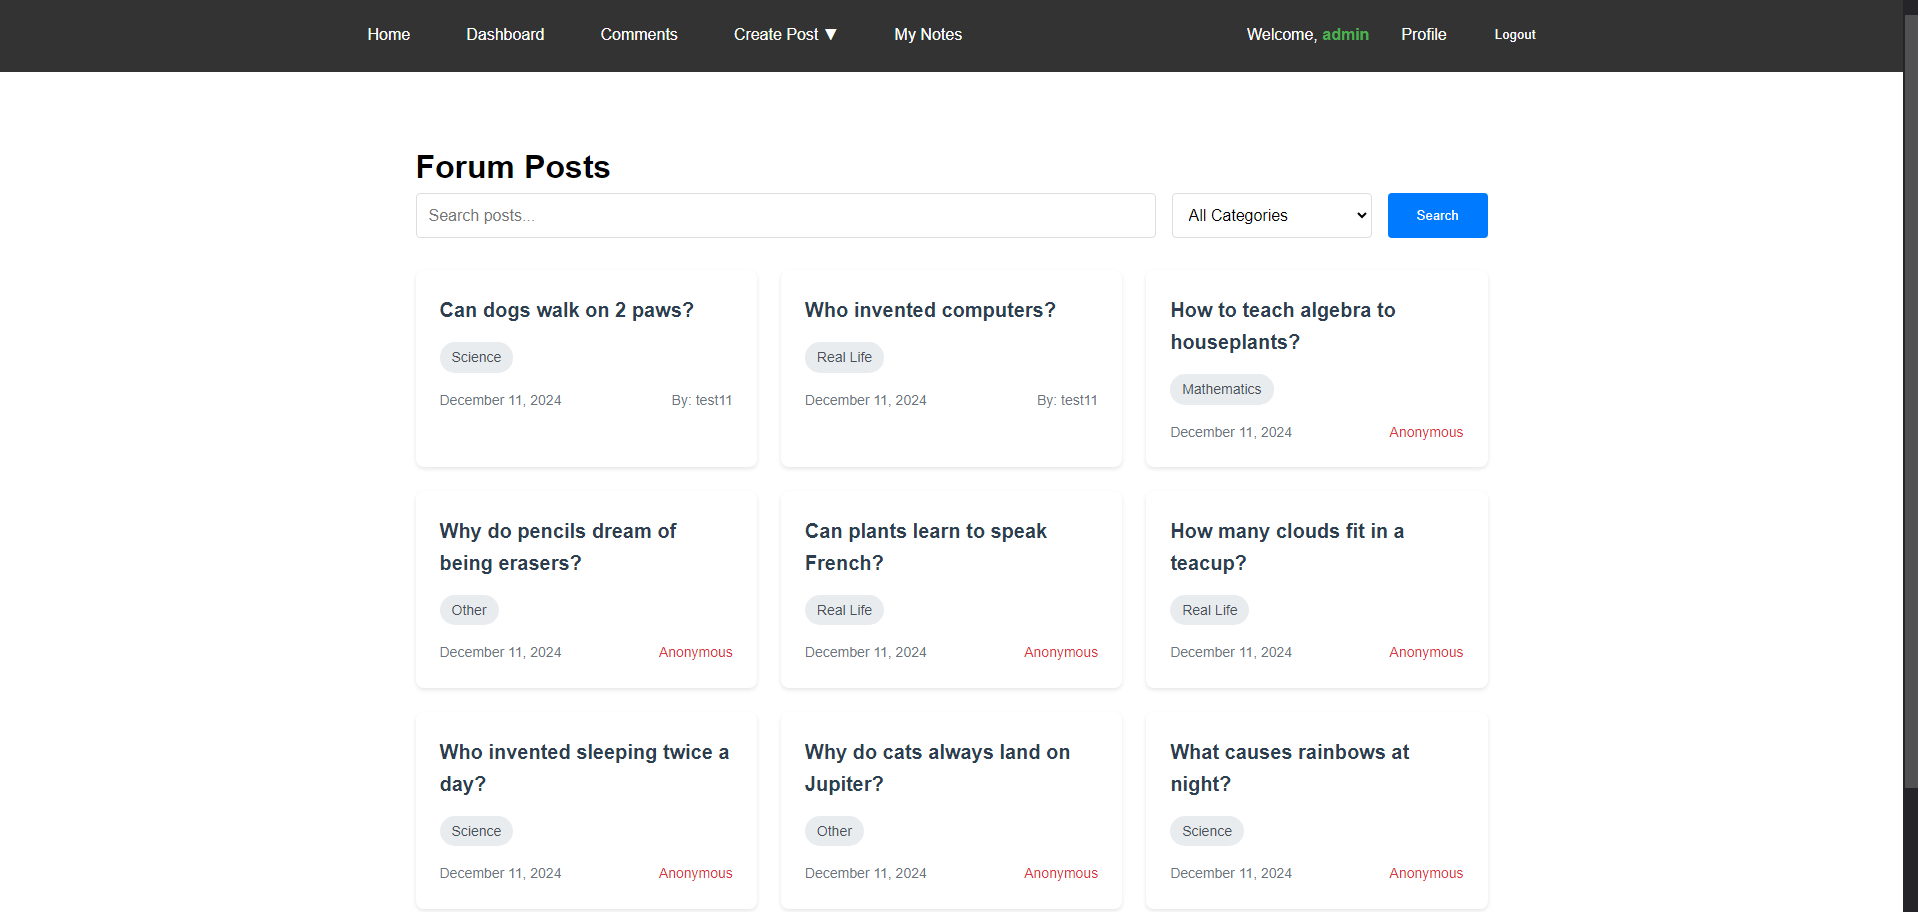 Home Dashboard Comments Create Post ▼ My Notes Welcome, admin Profile Logout
Forum Posts
Search posts... All Categories Search
Can dogs walk on 2 paws?
Science
December 11, 2024 By: test11
Who invented computers?
Real Life
December 11, 2024 By: test11
How to teach algebra to
houseplants?
Mathematics
December 11, 2024 Anonymous
Why do pencils dream of
being erasers?
Other
December 11, 2024 Anonymous
Can plants learn to speak
French?
Real Life
December 11, 2024 Anonymous
How many clouds fit in a
teacup?
Real Life
December 11, 2024 Anonymous
Who invented sleeping twice a
day?
Science
December 11, 2024 Anonymous
Why do cats always land on
Jupiter?
Other
December 11, 2024 Anonymous
What causes rainbows at
night?
Science
December 11, 2024 Anonymous